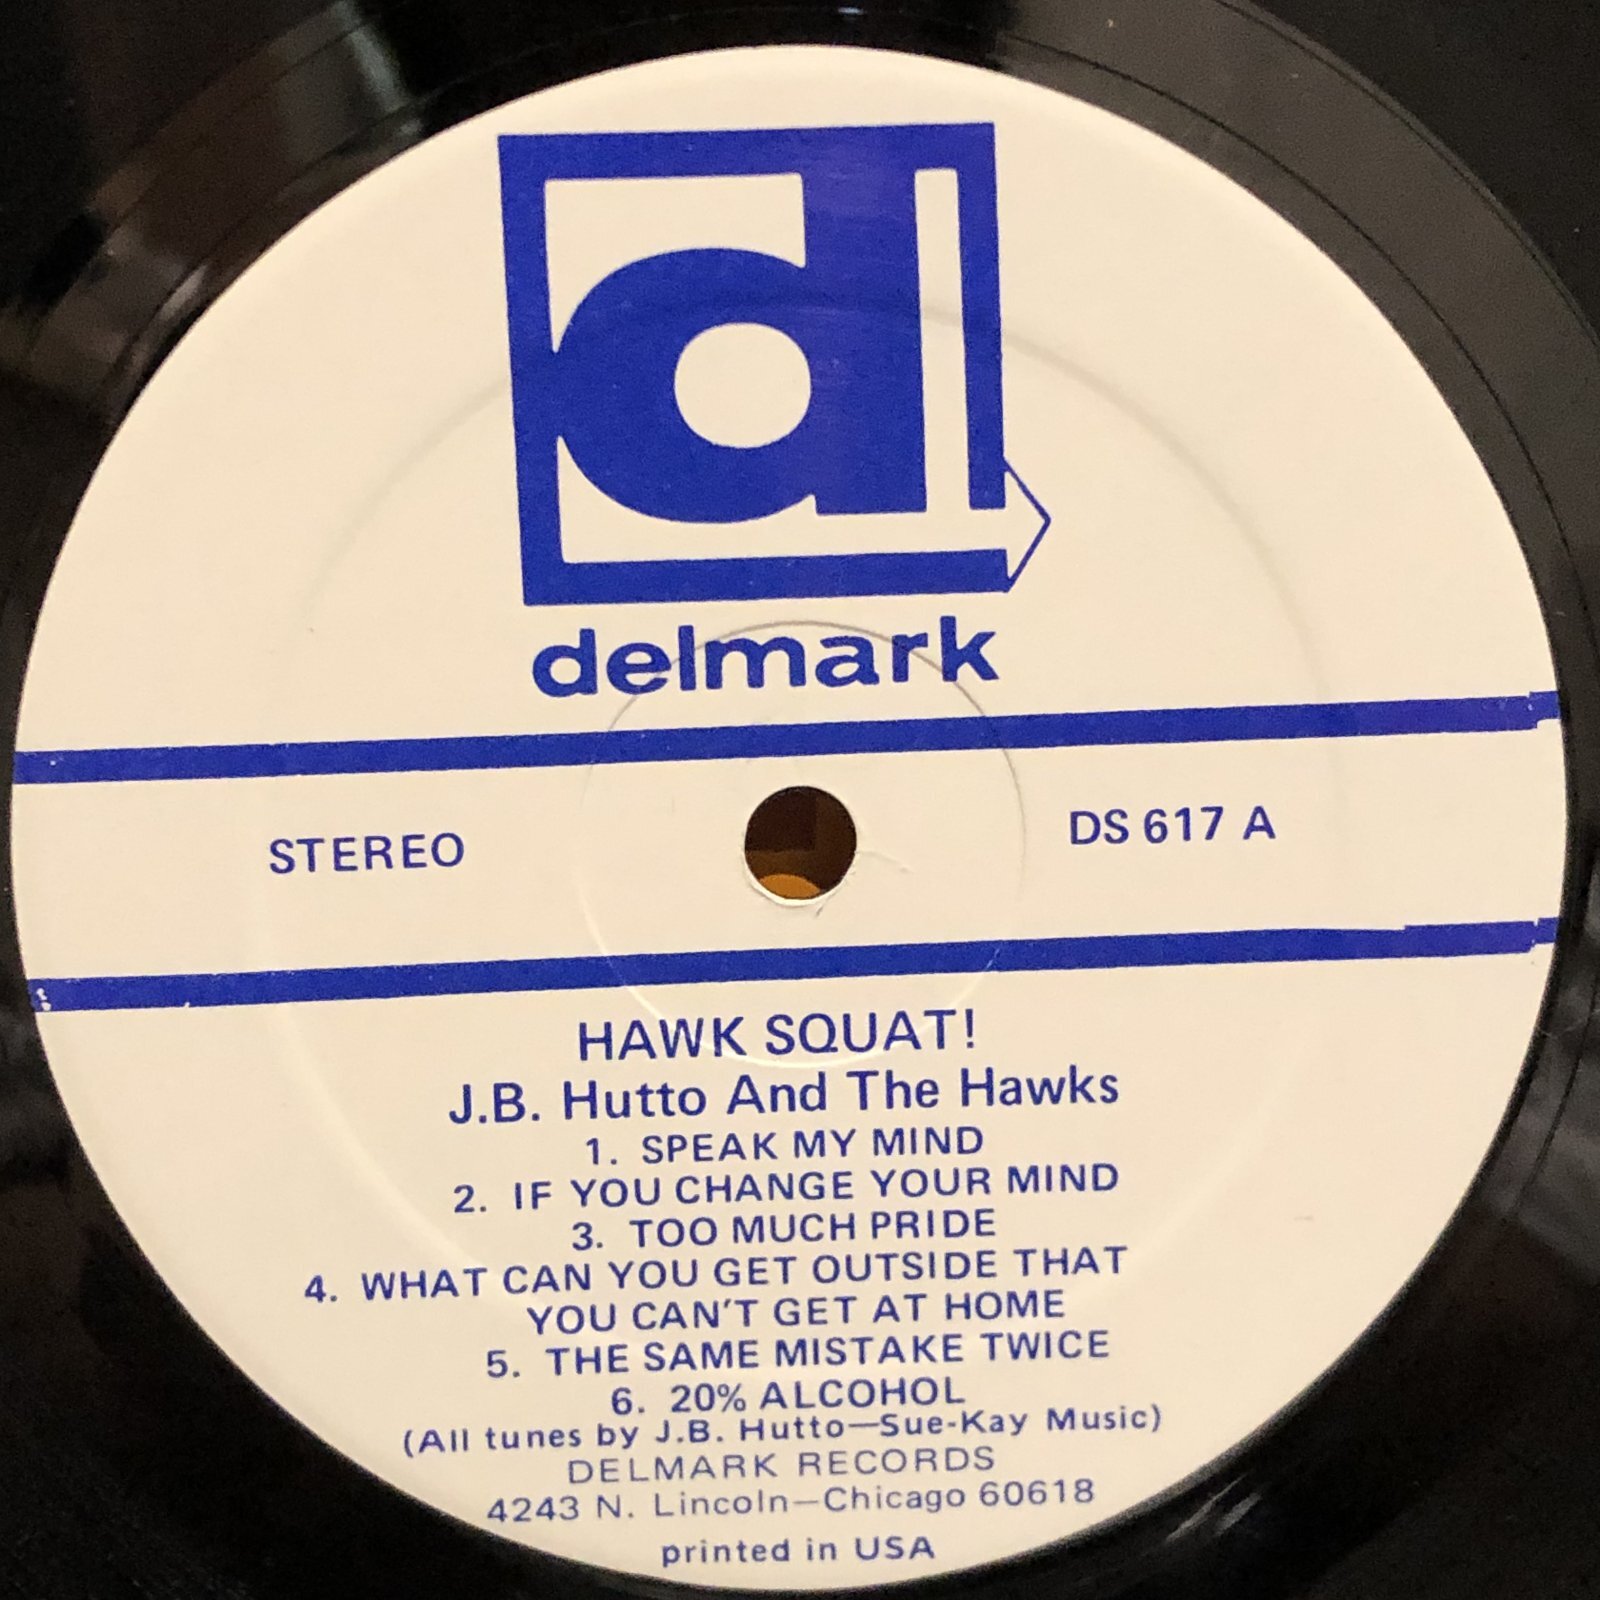 d
delmark
STEREO
DS 617 A
HAWK SQUAT!
J.B. Hutto And The Hawks
1. SPEAK MY MIND
2. IF YOU CHANGE YOUR MIND
3. TOO MUCH PRIDE
4. WHAT CAN YOU GET OUTSIDE THAT
YOU CAN'T GET AT HOME
5. THE SAME MISTAKE TWICE
6. 20% ALCOHOL
(All tunes by J.B. Hutto—Sue-Kay Music)
DELMARK RECORDS
4243 N. Lincoln—Chicago 60618
printed in USA